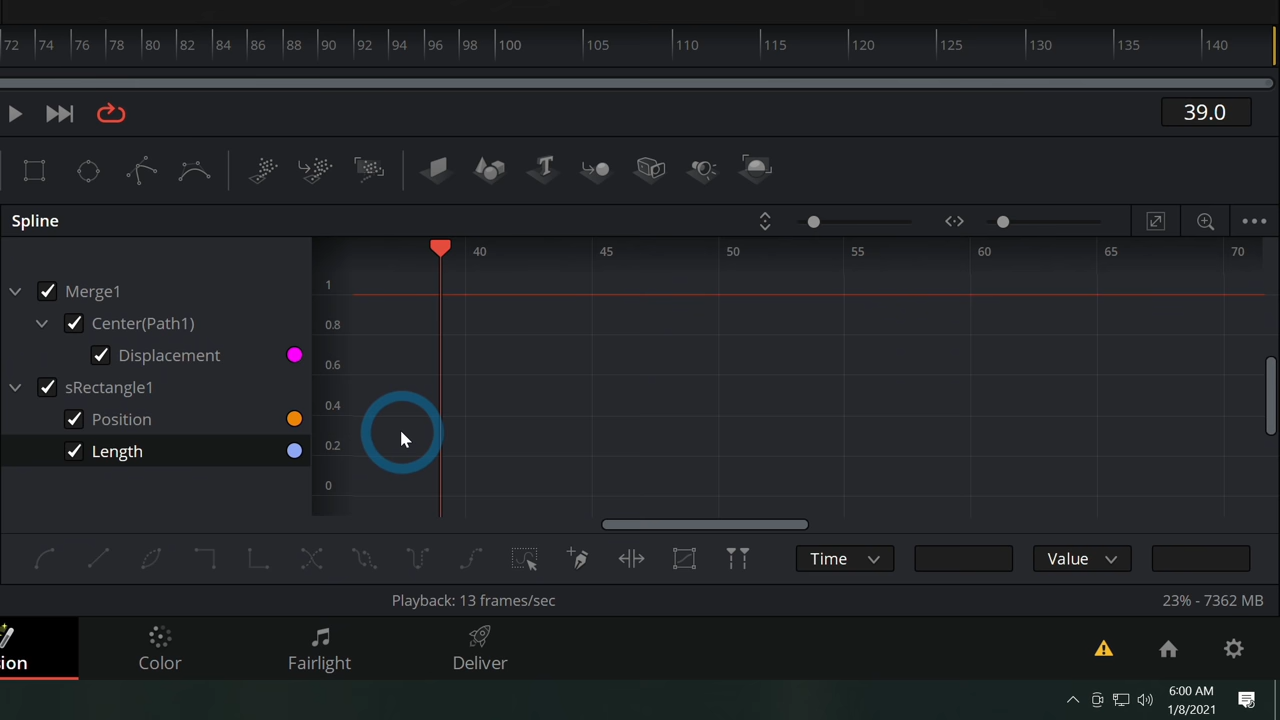 72 74 76 78 80 82 84 86 88 90 92 94 96 98 100 105 110 115 120 125 130 135 140
39.0
T
Spline
40 45 50 55 60 65 70
Merge1
1
Center(Path1)
0.8
Displacement
0.6
sRectangle1
0.4
Position
Length
0.2
0
Time
Value
Playback: 13 frames/sec
23% - 7362 MB
sion
Color
Fairlight
Deliver
6:00 AM
1/8/2021